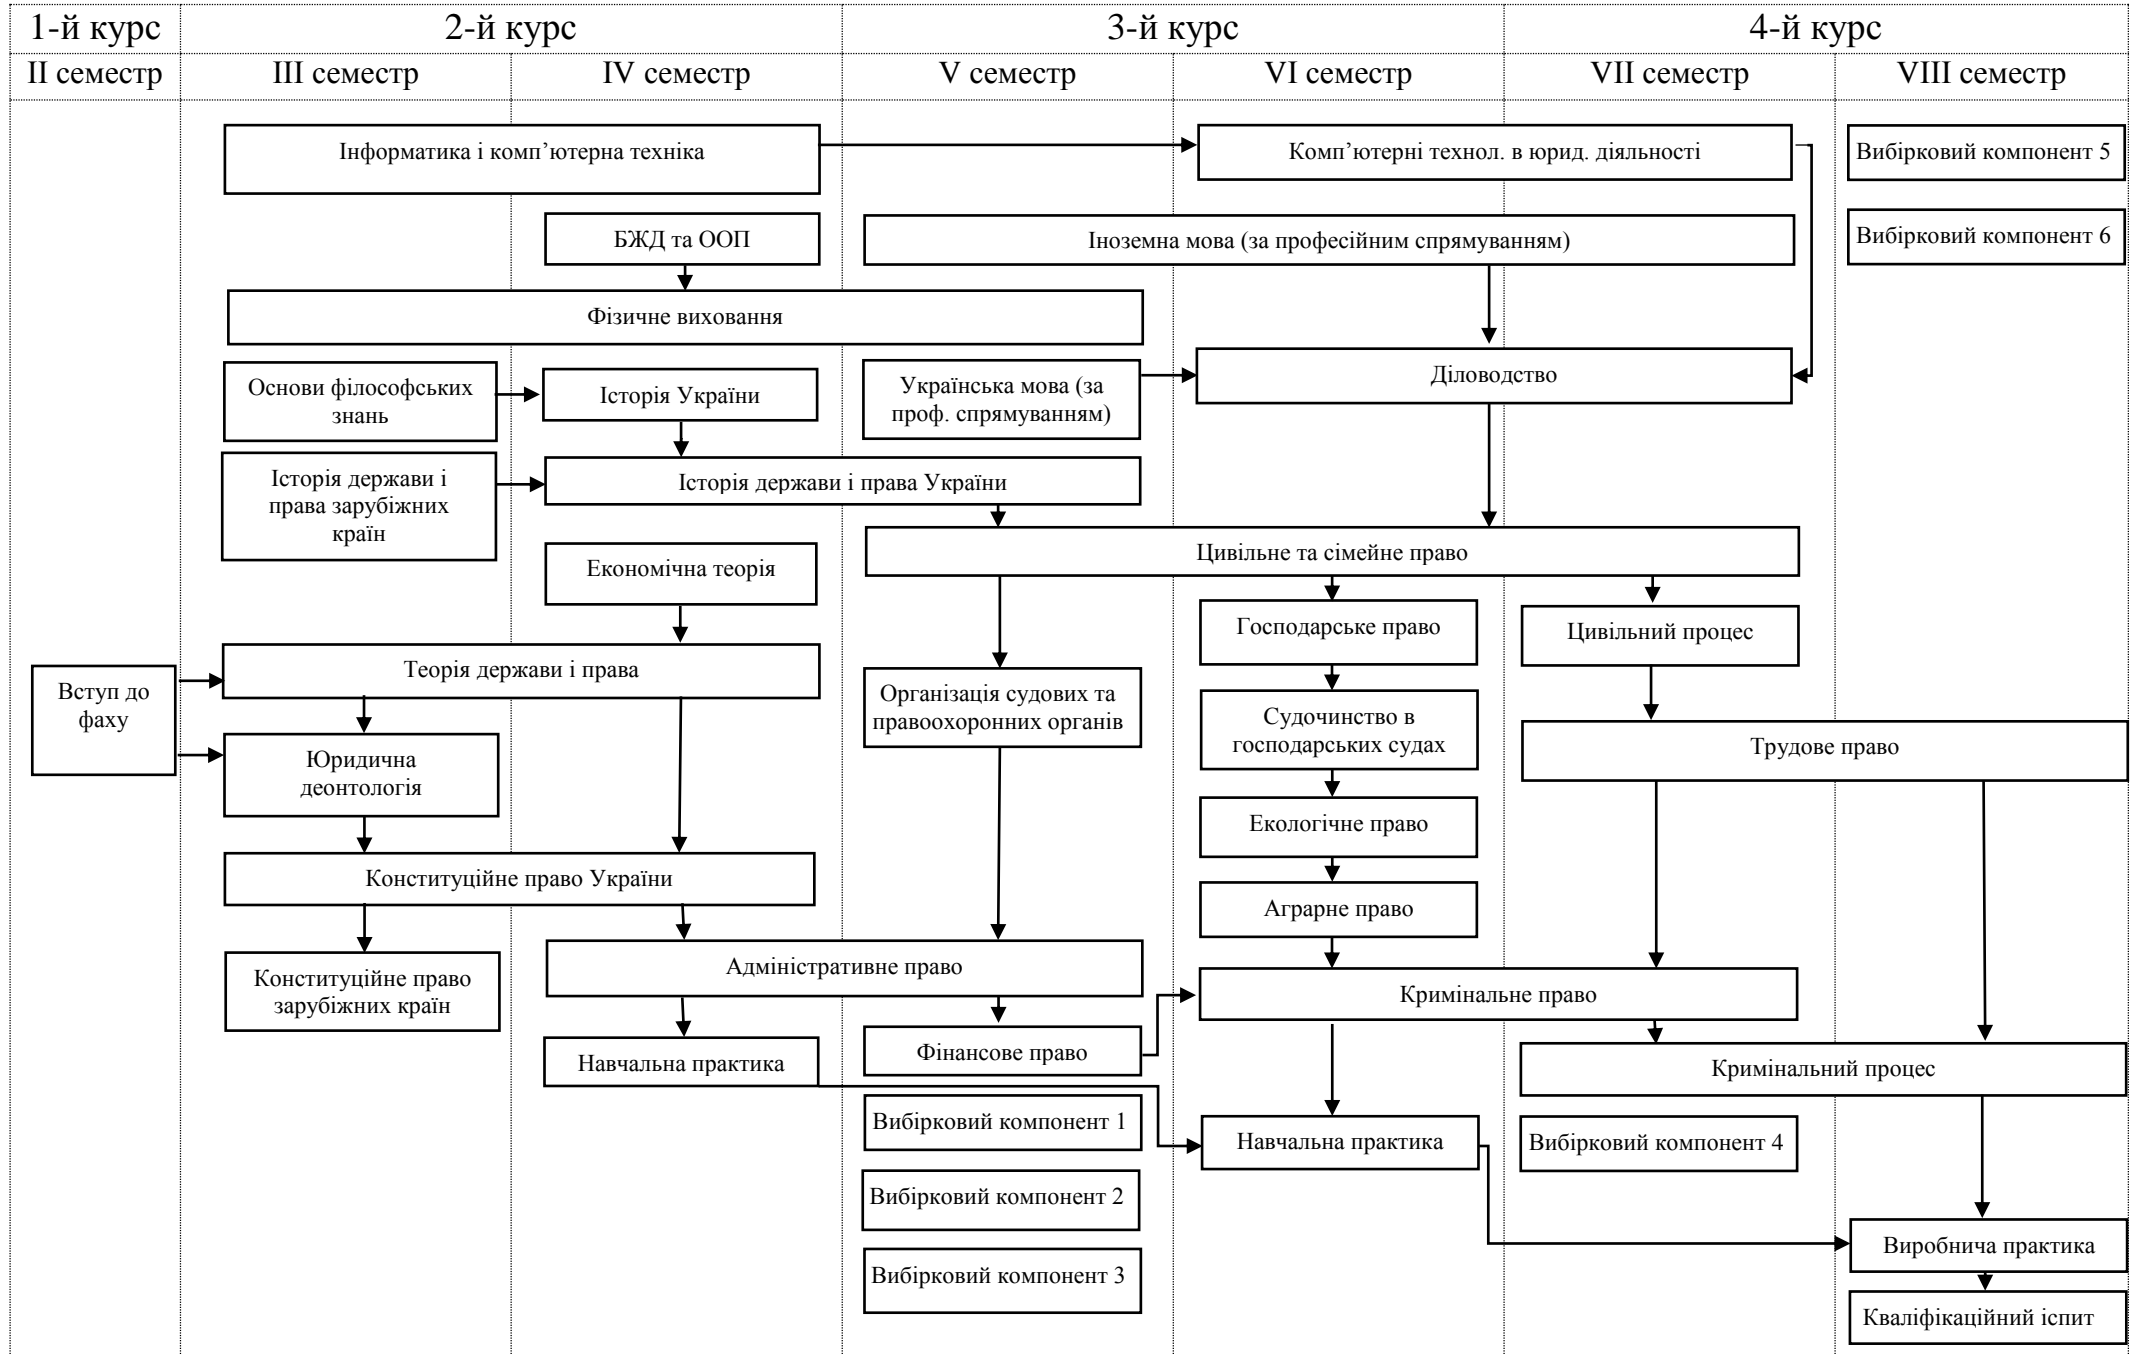 1-й курс
2-й курс
3-й курс
4-й курс
II семестр
III семестр
IV семестр
V семестр
VI семестр
VII семестр
VIII семестр
Інформатика і комп’ютерна техніка
Комп’ютерні технол. в юрид. діяльності
Вибірковий компонент 5
БЖД та ООП
Іноземна мова (за професійним спрямуванням)
Вибірковий компонент 6
Фізичне виховання
Основи філософських
знань
Історія України
Українська мова (за
проф. спрямуванням)
Діловодство
Історія держави і
права зарубіжних
країн
Історія держави і права України
Цивільне та сімейне право
Економічна теорія
Господарське право
Цивільний процес
Вступ до
фаху
Теорія держави і права
Організація судових та
правоохоронних органів
Судочинство в
господарських судах
Трудове право
Юридична
деонтологія
Екологічне право
Конституційне право України
Аграрне право
Конституційне право
зарубіжних країн
Адміністративне право
Кримінальне право
Навчальна практика
Фінансове право
Кримінальний процес
Вибірковий компонент 1
Навчальна практика
Вибірковий компонент 4
Вибірковий компонент 2
Вибірковий компонент 3
Виробнича практика
Кваліфікаційний іспит